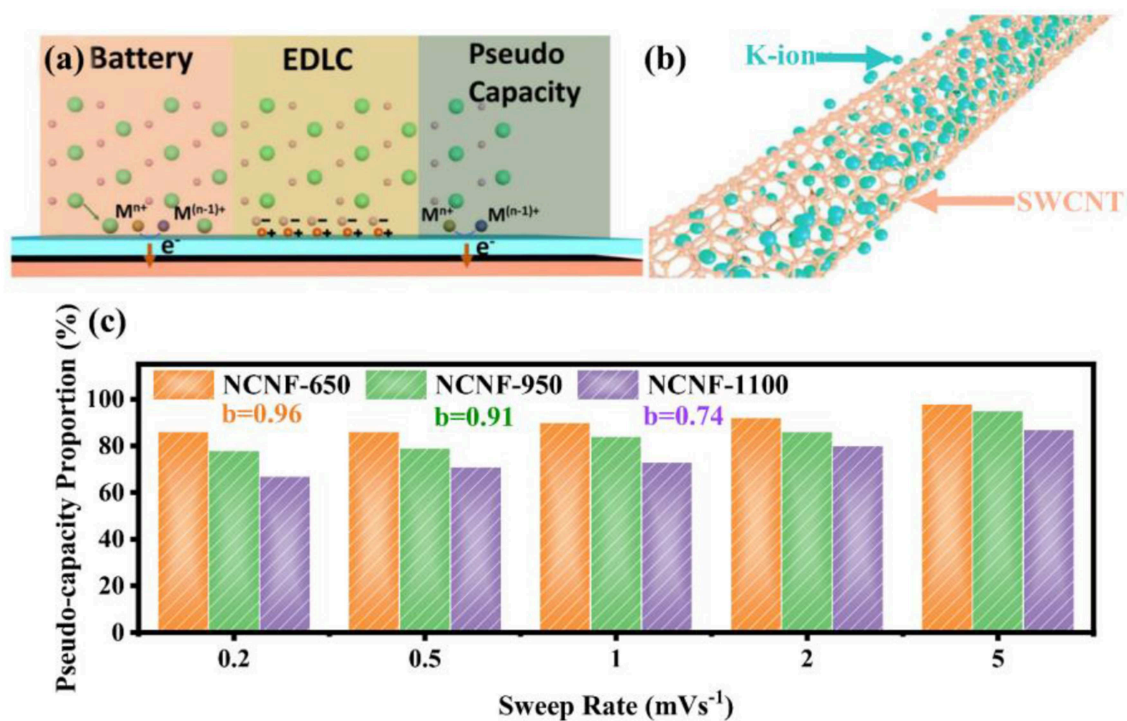 (a)
Battery
EDLC
Pseudo
Capacity
Mⁿ⁺
M⁽ⁿ⁻¹⁾⁺
e⁻
− − − − −
+ + + + +
Mⁿ⁺
M⁽ⁿ⁻¹⁾⁺
e⁻
(b)
K-ion
SWCNT
(c)
Pseudo-capacity Proportion (%)
100
80
60
40
20
0
NCNF-650 NCNF-950 NCNF-1100
b=0.96 b=0.91 b=0.74
0.2 0.5 1 2 5
Sweep Rate (mVs⁻¹)